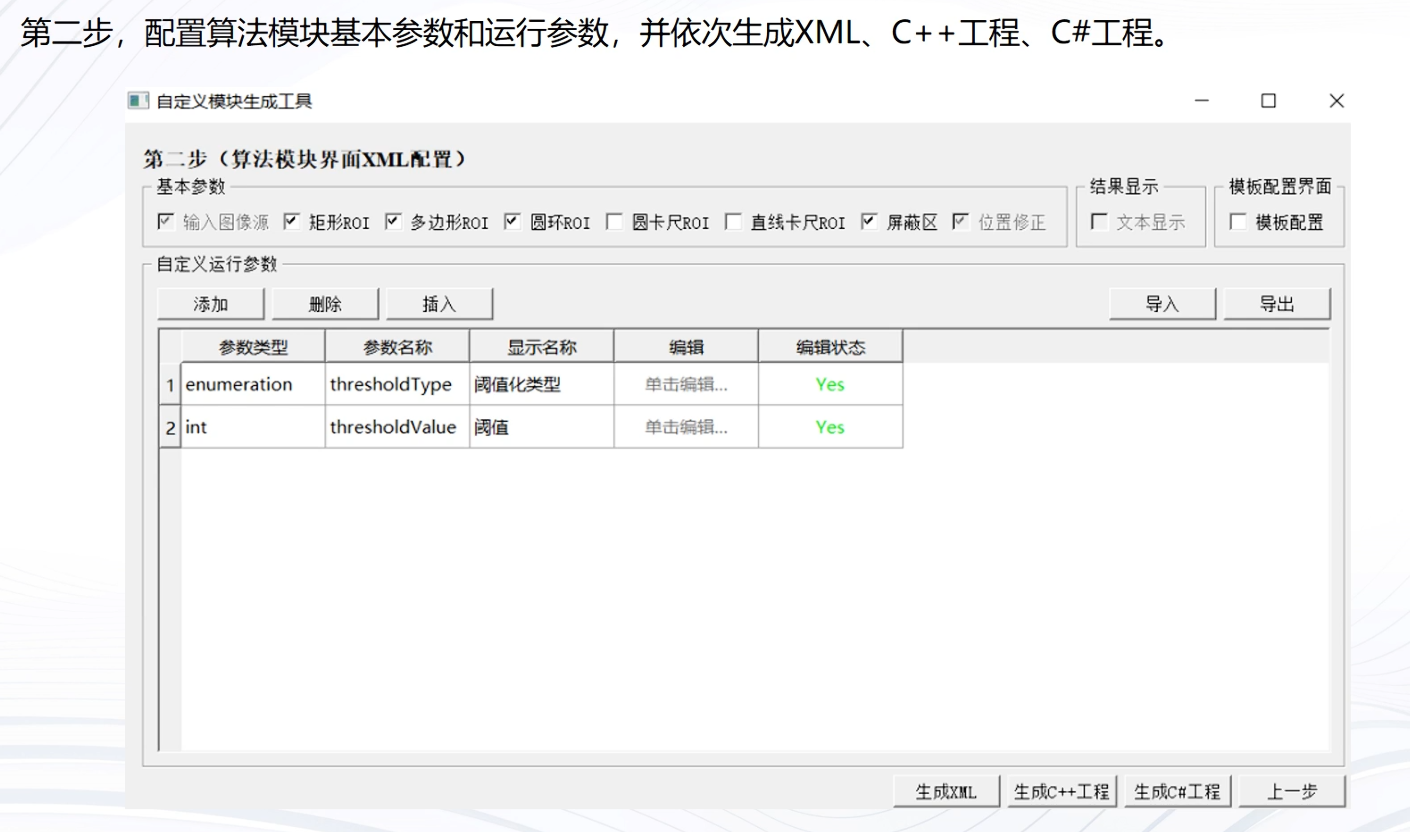 第二步，配置算法模块基本参数和运行参数，并依次生成XML、C++工程、C#工程。
自定义模块生成工具
第二步（算法模块界面XML配置）
基本参数
输入图像源 矩形ROI 多边形ROI 圆环ROI 圆卡尺ROI 直线卡尺ROI 屏蔽区 位置修正
结果显示
文本显示
模板配置界面
模板配置
自定义运行参数
添加 删除 插入 导入 导出
参数类型 参数名称 显示名称 编辑 编辑状态
1 enumeration thresholdType 阈值化类型 单击编辑... Yes
2 int thresholdValue 阈值 单击编辑... Yes
生成XML 生成C++工程 生成C#工程 上一步